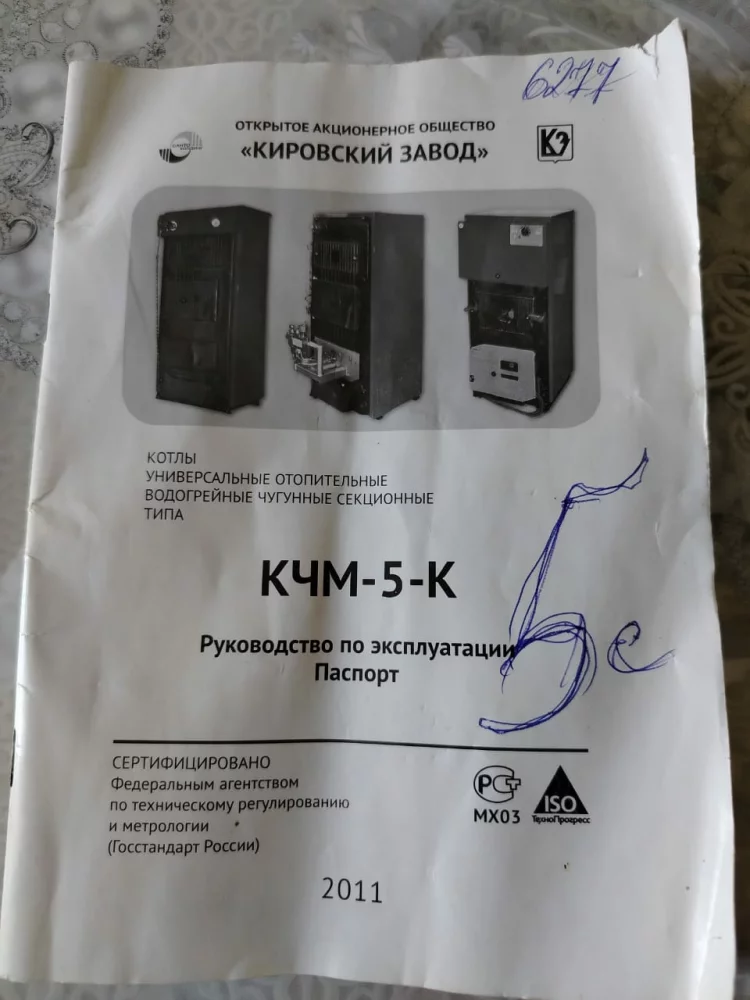 6277
ОТКРЫТОЕ АКЦИОНЕРНОЕ ОБЩЕСТВО
«КИРОВСКИЙ ЗАВОД»
КЗ
КОТЛЫ
УНИВЕРСАЛЬНЫЕ ОТОПИТЕЛЬНЫЕ
ВОДОГРЕЙНЫЕ ЧУГУННЫЕ СЕКЦИОННЫЕ
ТИПА
КЧМ-5-К
5с
Руководство по эксплуатации
Паспорт
СЕРТИФИЦИРОВАНО
Федеральным агентством
по техническому регулированию
и метрологии
(Госстандарт России)
РСТ
МХ03
ISO
ТехноПрогресс
2011